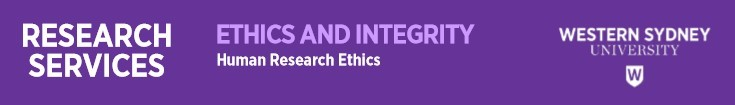 RESEARCH
SERVICES
ETHICS AND INTEGRITY
Human Research Ethics
WESTERN SYDNEY
UNIVERSITY
W